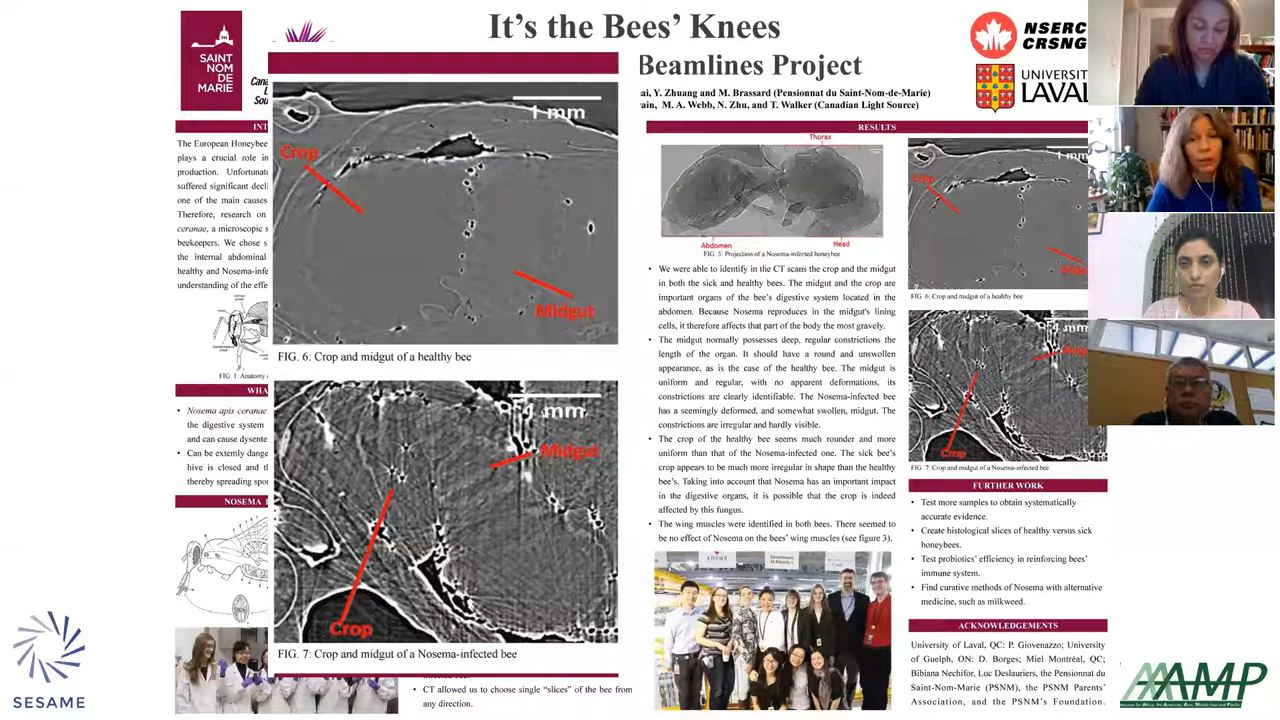 It's the Bees' Knees
Beamlines Project
SAINT
NOM
DE
MARIE
NSERC
CRSNG
UNIVERSIT
LAVAL
ai, Y. Zhuang and M. Brassard (Pensionnat du Saint-Nom-de-Marie)
ain, M. A. Webb, N. Zhu, and T. Walker (Canadian Light Source)
INT
The European Honeybee
plays a crucial role in
production. Unfortunate
suffered significant decli
one of the main causes
Therefore, research on
ceranae, a microscopic s
beekeepers. We chose s
the internal abdominal
healthy and Nosema-infe
understanding of the effe
FIG. 1: Anatomy
WHA
• Nosema apis ceranae
the digestive system
and can cause dysente
• Can be extemly dange
hive is closed and th
thereby spreading spo
NOSEMA
1 mm
Crop
Midgut
FIG. 6: Crop and midgut of a healthy bee
1 mm
Midgut
Crop
FIG. 7: Crop and midgut of a Nosema-infected bee
• CT allowed us to choose single “slices” of the bee from
any direction.
RESULTS
Thorax
Abdomen
Head
FIG. 5: Projection of a Nosema-infected honeybee
• We were able to identify in the CT scans the crop and the midgut
in both the sick and healthy bees. The midgut and the crop are
important organs of the bee's digestive system located in the
abdomen. Because Nosema reproduces in the midgut's lining
cells, it therefore affects that part of the body the most gravely.
• The midgut normally possesses deep, regular constrictions the
length of the organ. It should have a round and unswollen
appearance, as is the case of the healthy bee. The midgut is
uniform and regular, with no apparent deformations, its
constrictions are clearly identifiable. The Nosema-infected bee
has a seemingly deformed, and somewhat swollen, midgut. The
constrictions are irregular and hardly visible.
• The crop of the healthy bee seems much rounder and more
uniform than that of the Nosema-infected one. The sick bee's
crop appears to be much more irregular in shape than the healthy
bee's. Taking into account that Nosema has an important impact
in the digestive organs, it is possible that the crop is indeed
affected by this fungus.
• The wing muscles were identified in both bees. There seemed to
be no effect of Nosema on the bees' wing muscles (see figure 3).
1 mm
Crop
FIG. 6: Crop and midgut of a healthy bee
mm
Crop
FIG. 7: Crop and midgut of a Nosema-infected bee
FURTHER WORK
• Test more samples to obtain systematically
accurate evidence.
• Create histological slices of healthy versus sick
honeybees.
• Test probiotics' efficiency in reinforcing bees'
immune system.
• Find curative methods of Nosema with alternative
medicine, such as milkweed.
ACKNOWLEDGEMENTS
University of Laval, QC: P. Giovenazzo; University
of Guelph, ON: D. Borges; Miel Montréal, QC;
Bibiana Nechifor, Luc Deslauriers, the Pensionnat du
Saint-Nom-Marie (PSNM), the PSNM Parents'
Association, and the PSNM's Foundation.
SESAME
AMP